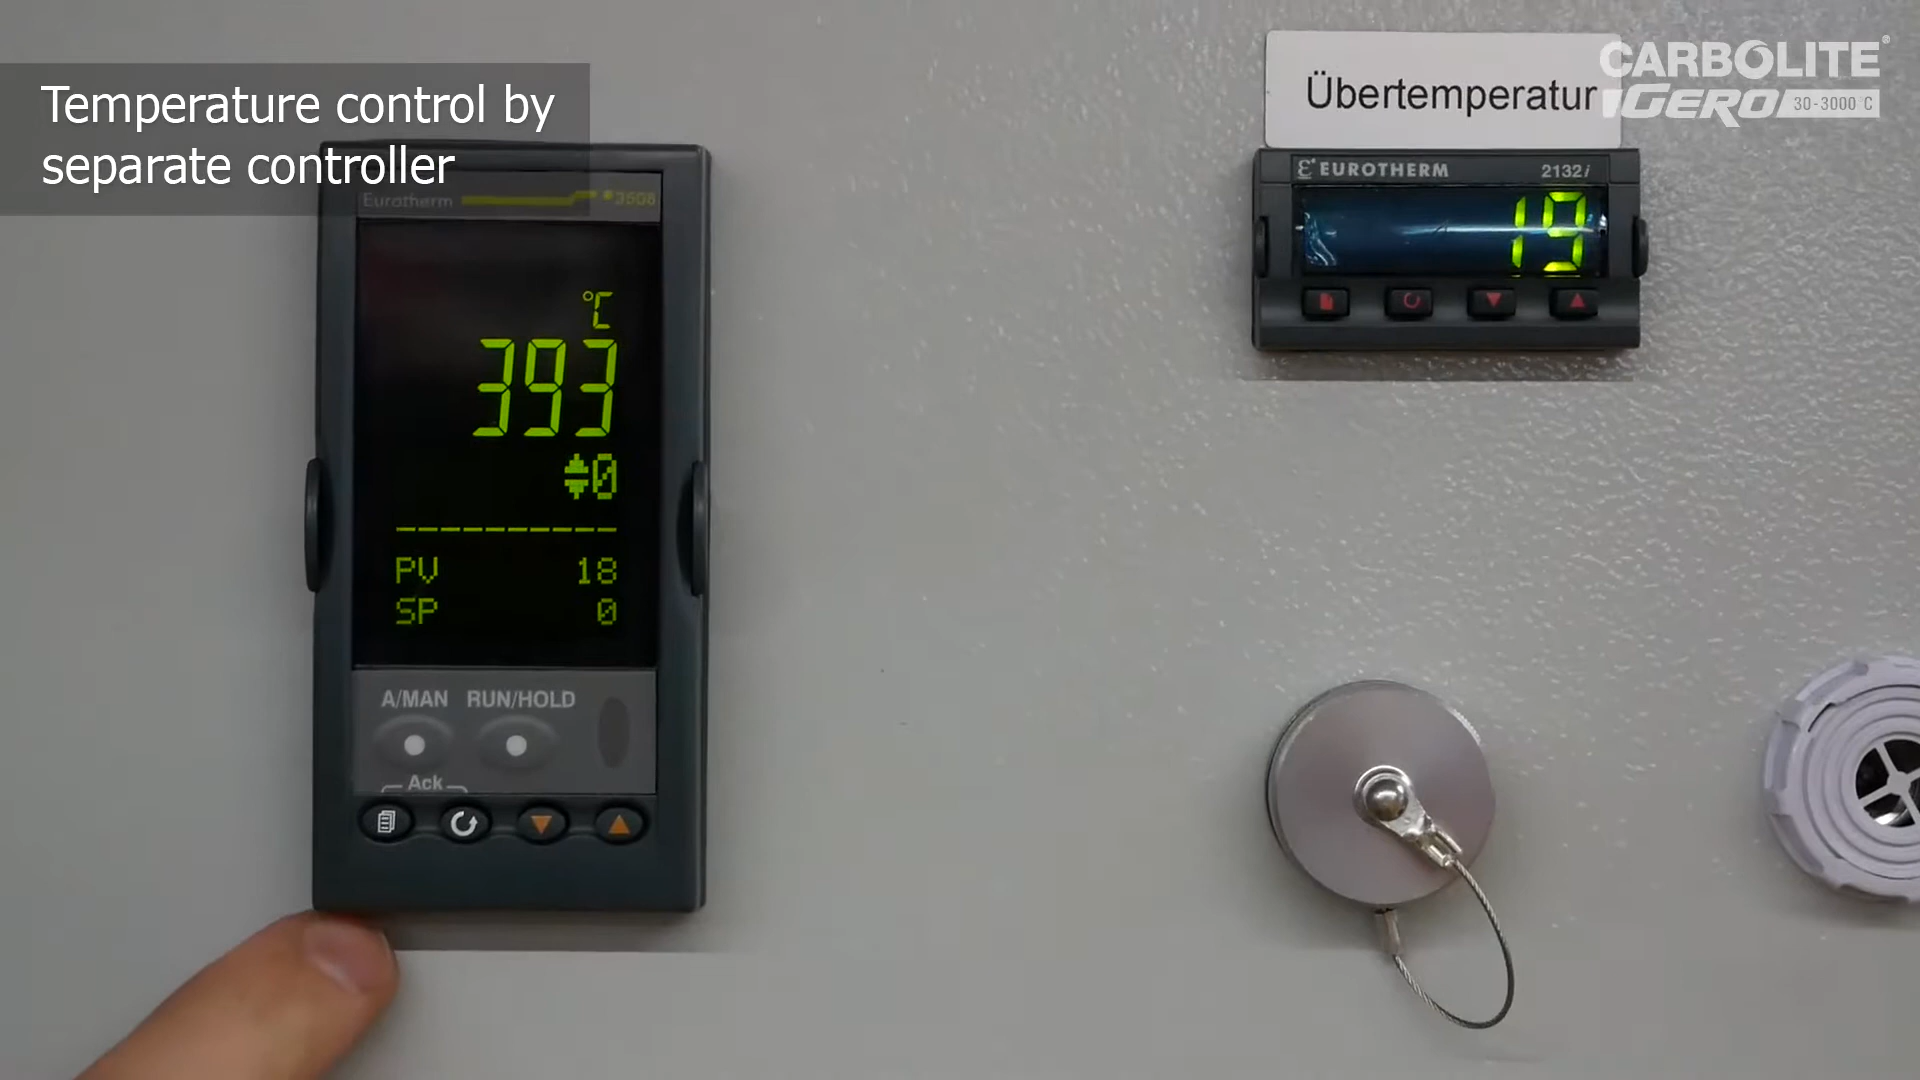 Temperature control by
separate controller
CARBOLITE®
GERO 30-3000°C
Übertemperatur
EUROTHERM 2132i
19
Eurotherm 3508
°C
393
0
PV 18
SP 0
A/MAN RUN/HOLD
Ack